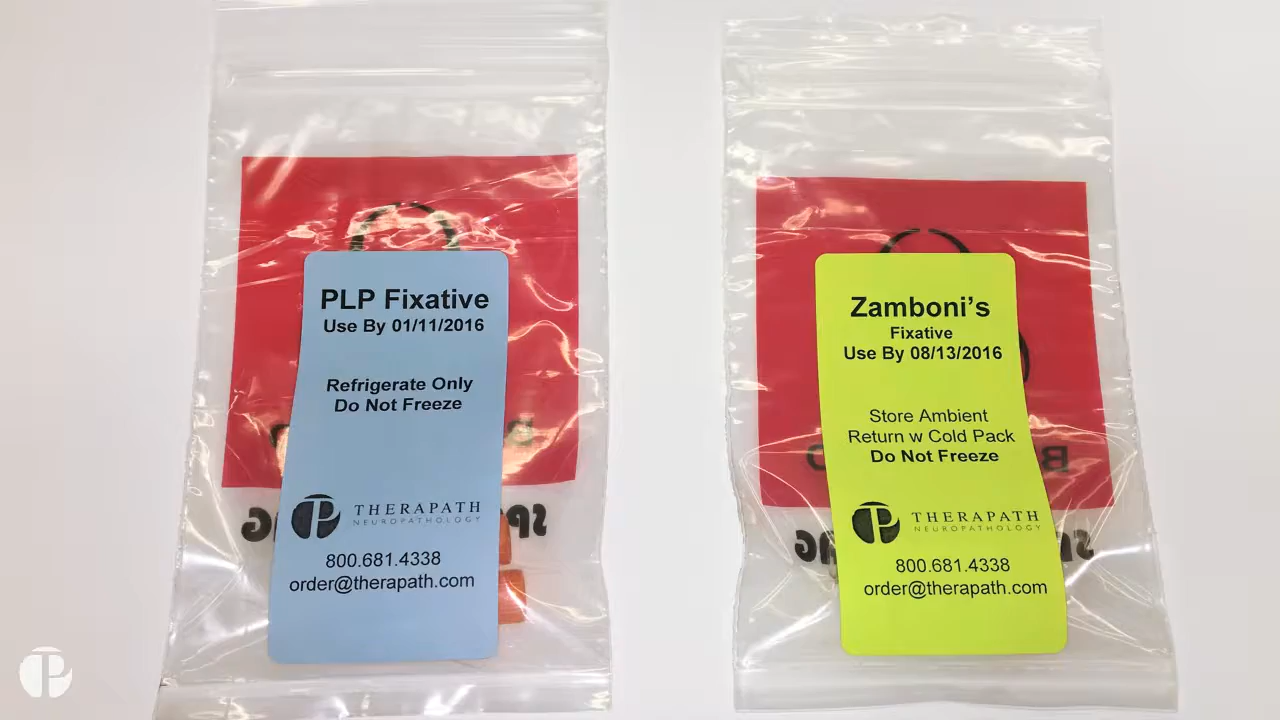 PLP Fixative
Use By 01/11/2016
Refrigerate Only
Do Not Freeze
THERAPATH
NEUROPATHOLOGY
800.681.4338
order@therapath.com
Zamboni's
Fixative
Use By 08/13/2016
Store Ambient
Return w Cold Pack
Do Not Freeze
THERAPATH
NEUROPATHOLOGY
800.681.4338
order@therapath.com